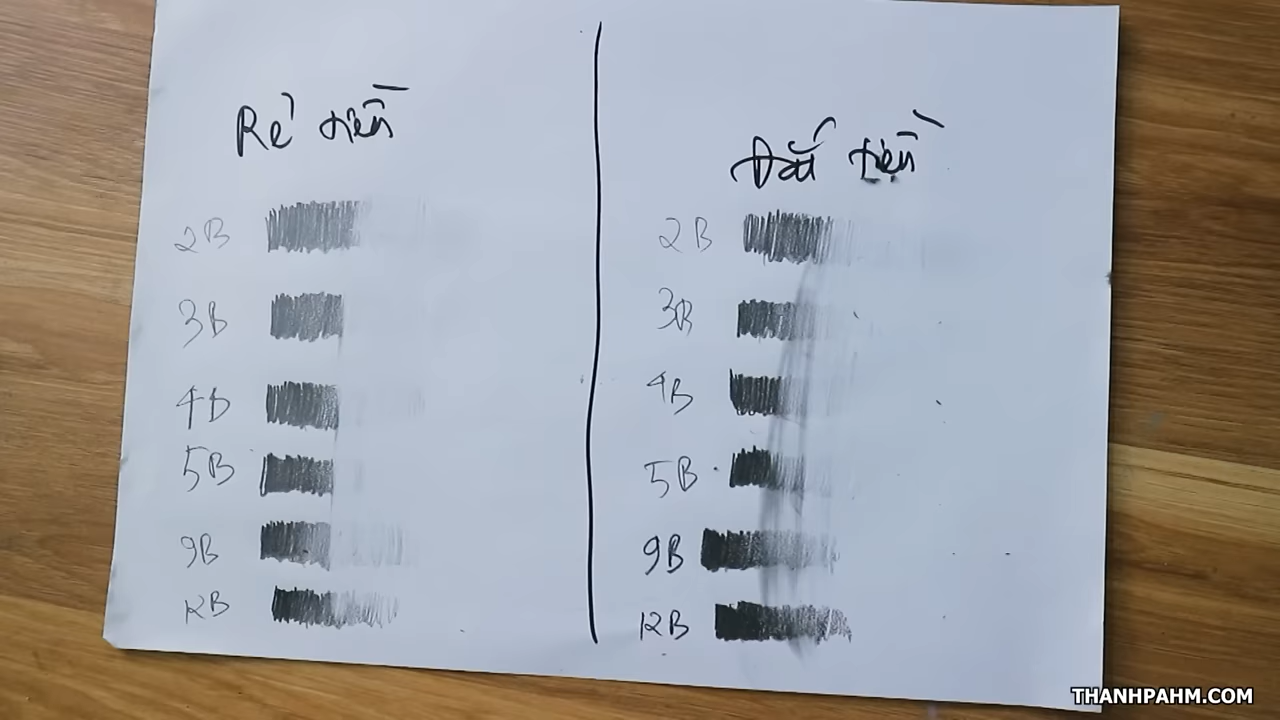 Rẻ tiền
2B
3B
4B
5B
9B
12B
Đắt tiền
2B
3B
4B
5B
9B
12B
THANHPAHM.COM